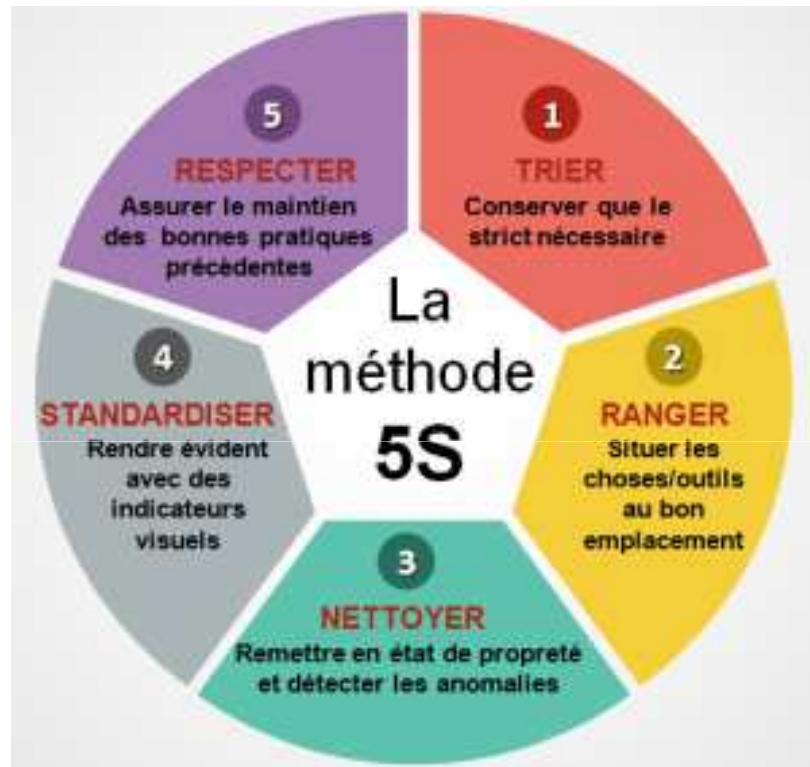 La
méthode
5S
1
TRIER
Conserver que le
strict nécessaire
2
RANGER
Situer les
choses/outils
au bon
emplacement
3
NETTOYER
Remettre en état de propreté
et détecter les anomalies
4
STANDARDISER
Rendre évident
avec des
indicateurs
visuels
5
RESPECTER
Assurer le maintien
des bonnes pratiques
précèdentes